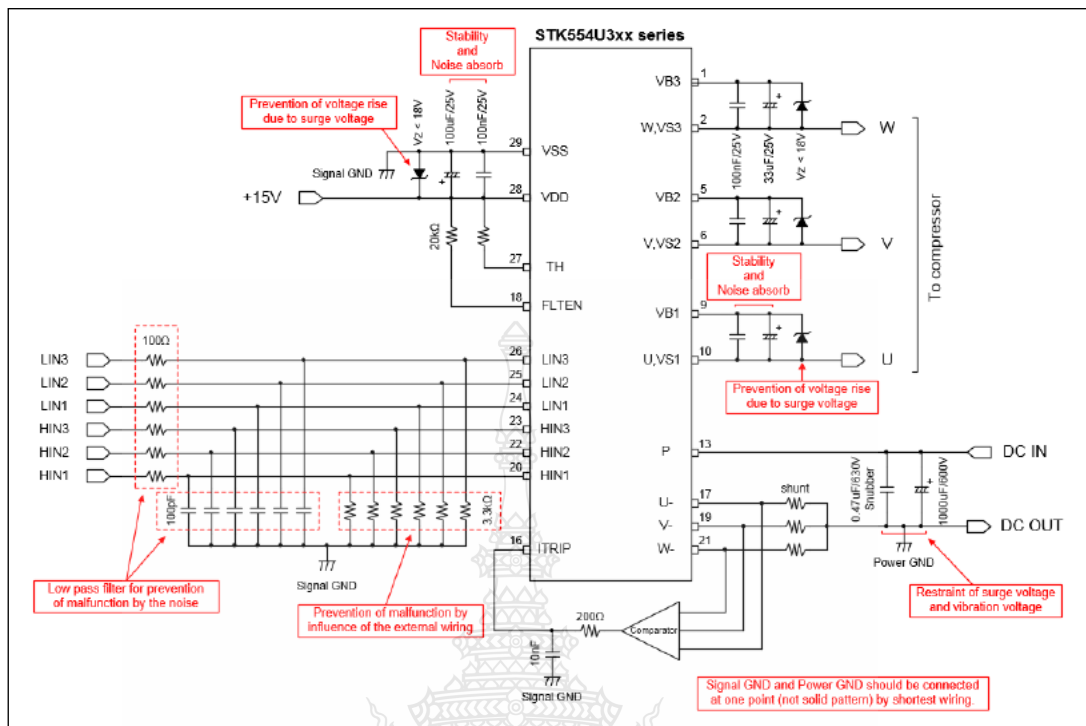 STK554U3xx series
Stability
and
Noise absorb
Prevention of voltage rise
due to surge voltage
Vz < 18V
100uF/25V
100nF/25V
Signal GND
+15V
20kΩ
29
VSS
28
VDD
27
TH
18
FLTEN
100Ω
LIN3
LIN2
LIN1
HIN3
HIN2
HIN1
26
LIN3
25
LIN2
24
LIN1
23
HIN3
22
HIN2
20
HIN1
100pF
3.3kΩ
16
ITRIP
Signal GND
Low pass filter for prevention
of malfunction by the noise
Prevention of malfunction by
influence of the external wiring
200Ω
Comparator
10nF
Signal GND
VB3
1
W,VS3
2
W
100nF/25V
33uF/25V
Vz < 18V
VB2
5
V,VS2
6
V
Stability
and
Noise absorb
VB1
9
U,VS1
10
U
To compressor
Prevention of voltage rise
due to surge voltage
P
13
DC IN
0.47uF/630V
Snubber
1000uF/600V
U-
17
shunt
V-
19
W-
21
DC OUT
Power GND
Restraint of surge voltage
and vibration voltage
Signal GND and Power GND should be connected
at one point (not solid pattern) by shortest wiring.